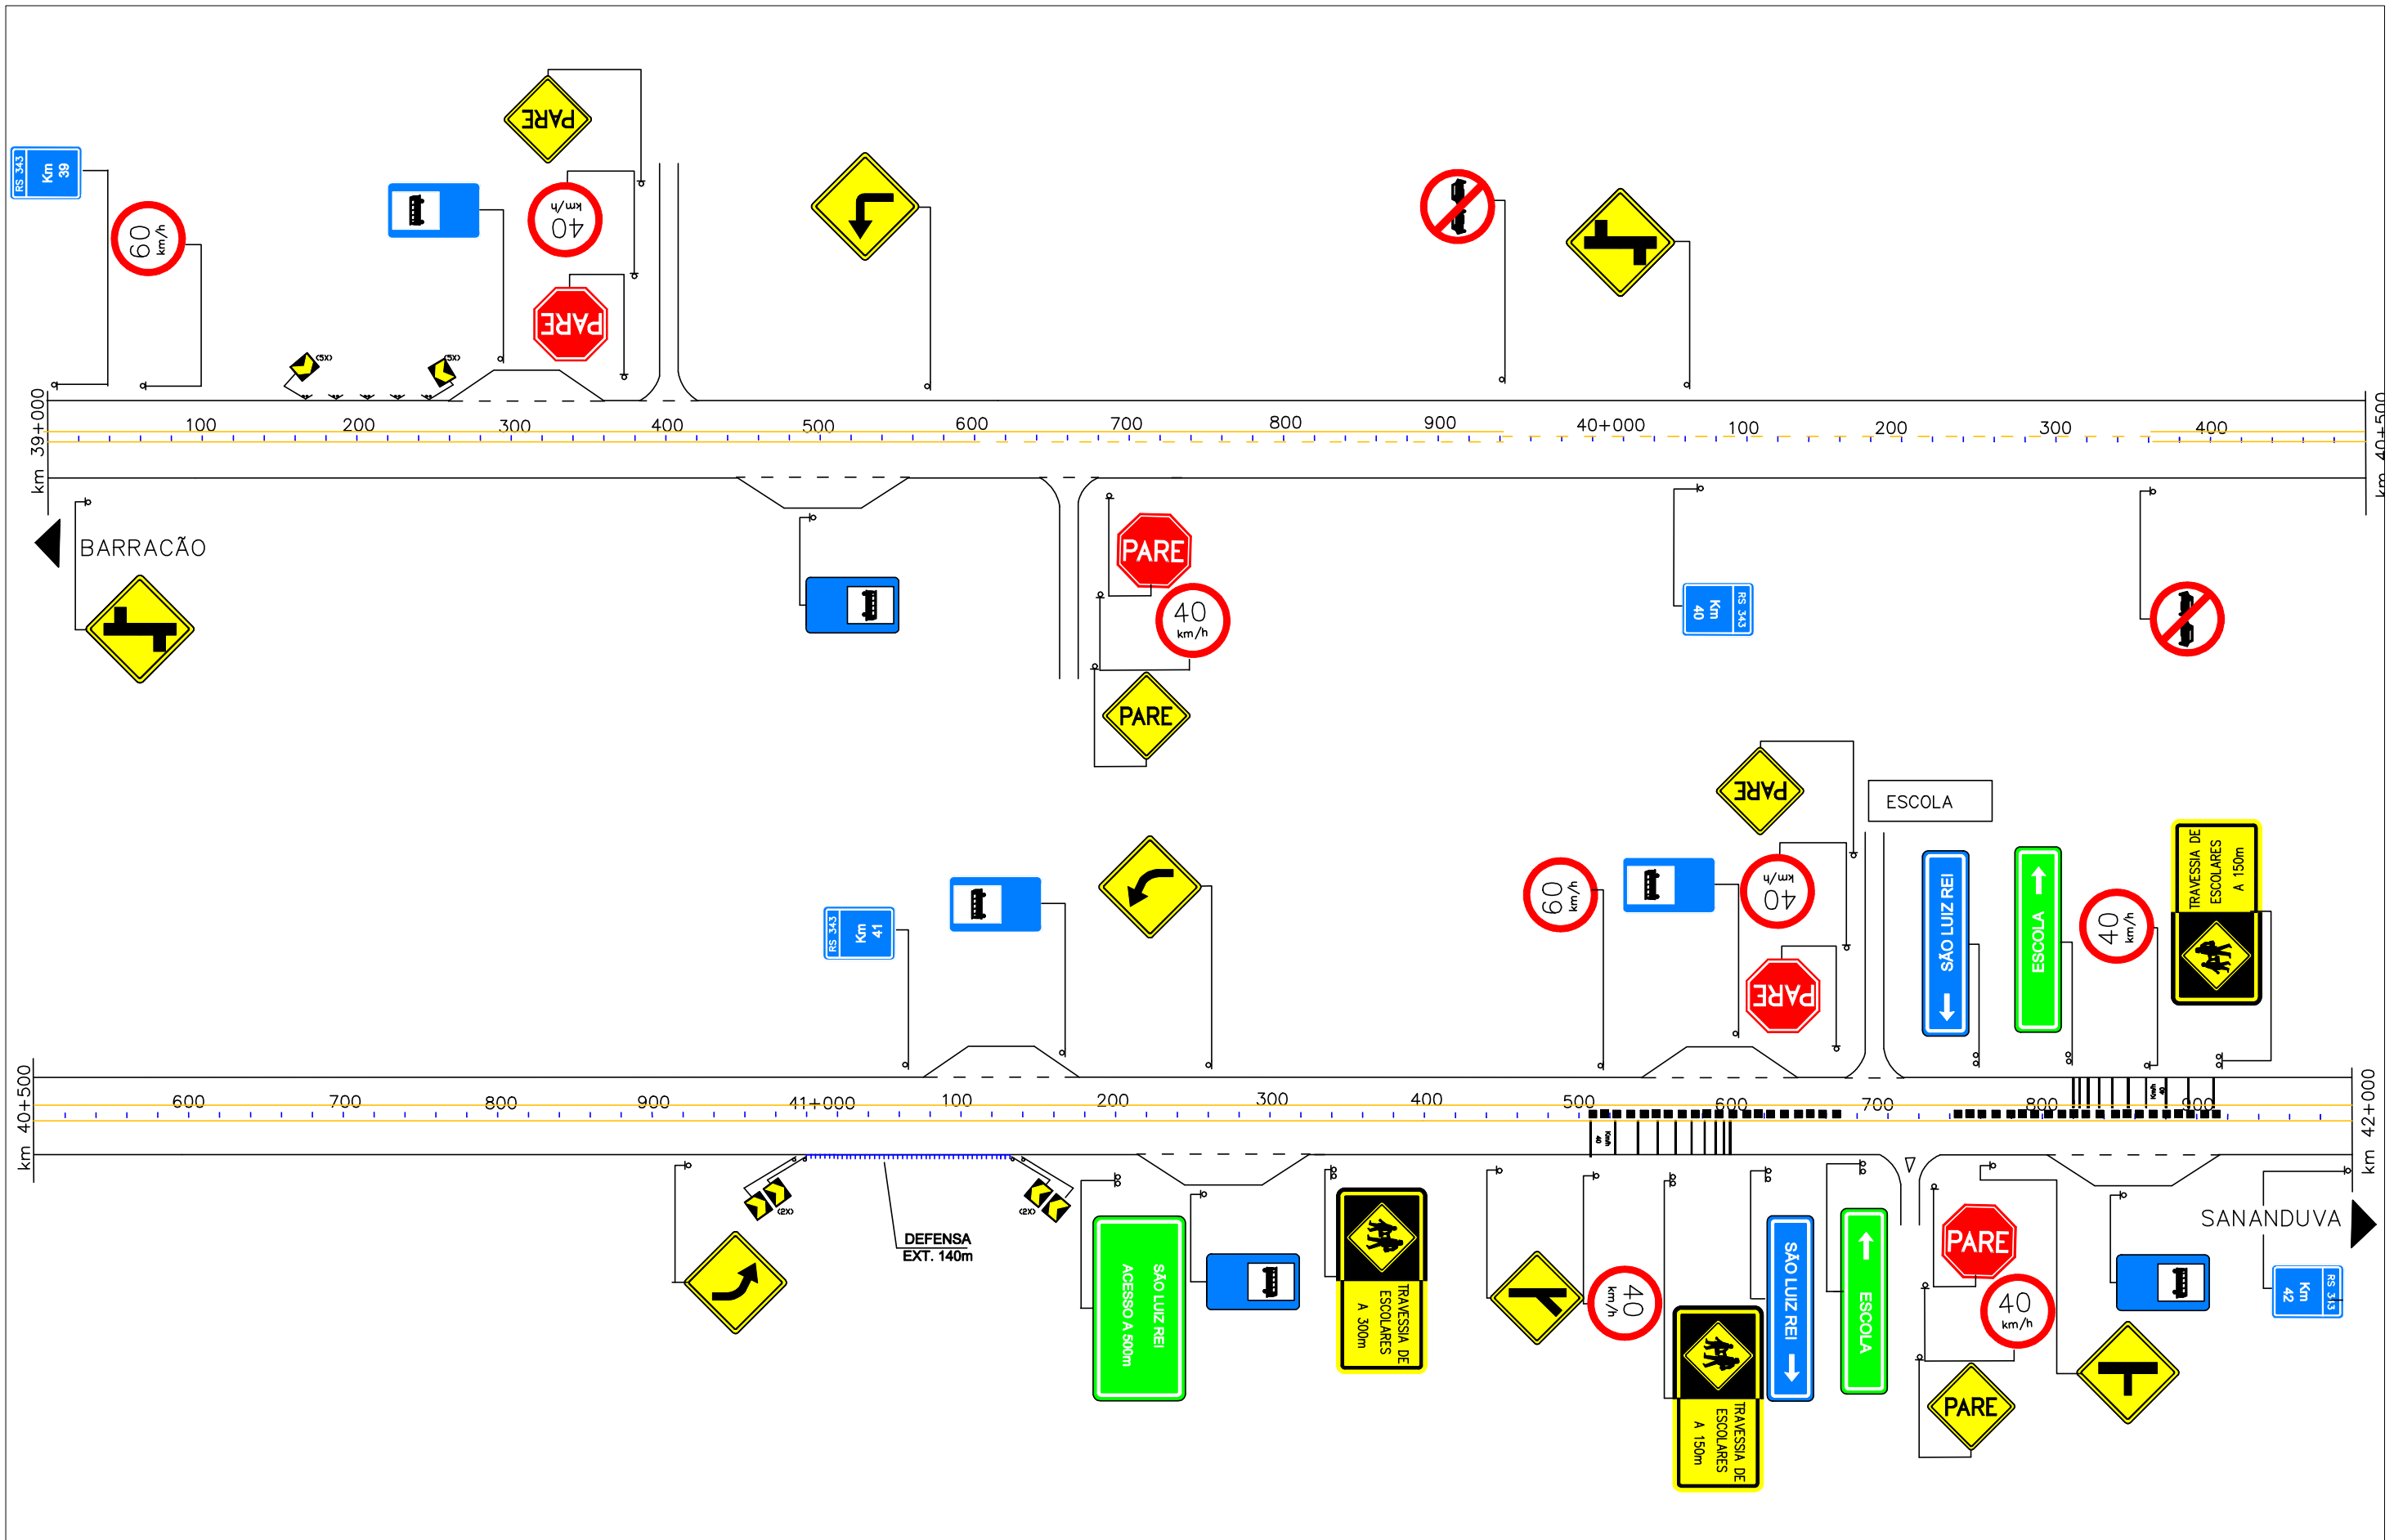 PARE
RS 343
Km
39
60
km/h
40
km/h
PARE
(5X)
(5X)
km 39+000
100
200
300
400
500
600
700
800
900
40+000
100
200
300
400
km 40+500
BARRACÃO
PARE
40
km/h
PARE
RS 343
Km
40
PARE
ESCOLA
RS 343
Km
41
60
km/h
40
km/h
PARE
SÃO LUIZ REI
ESCOLA
40
km/h
TRAVESSIA DE
ESCOLARES
A 150m
km 40+500
600
700
800
900
41+000
100
200
300
400
500
600
700
800
900
km 42+000
40
Km/h
40
Km/h
(2X)
(2X)
DEFENSA
EXT. 140m
SÃO LUIZ REI
ACESSO A 500m
TRAVESSIA DE
ESCOLARES
A 300m
40
km/h
TRAVESSIA DE
ESCOLARES
A 150m
SÃO LUIZ REI
ESCOLA
PARE
40
km/h
PARE
SANANDUVA
RS 343
Km
42